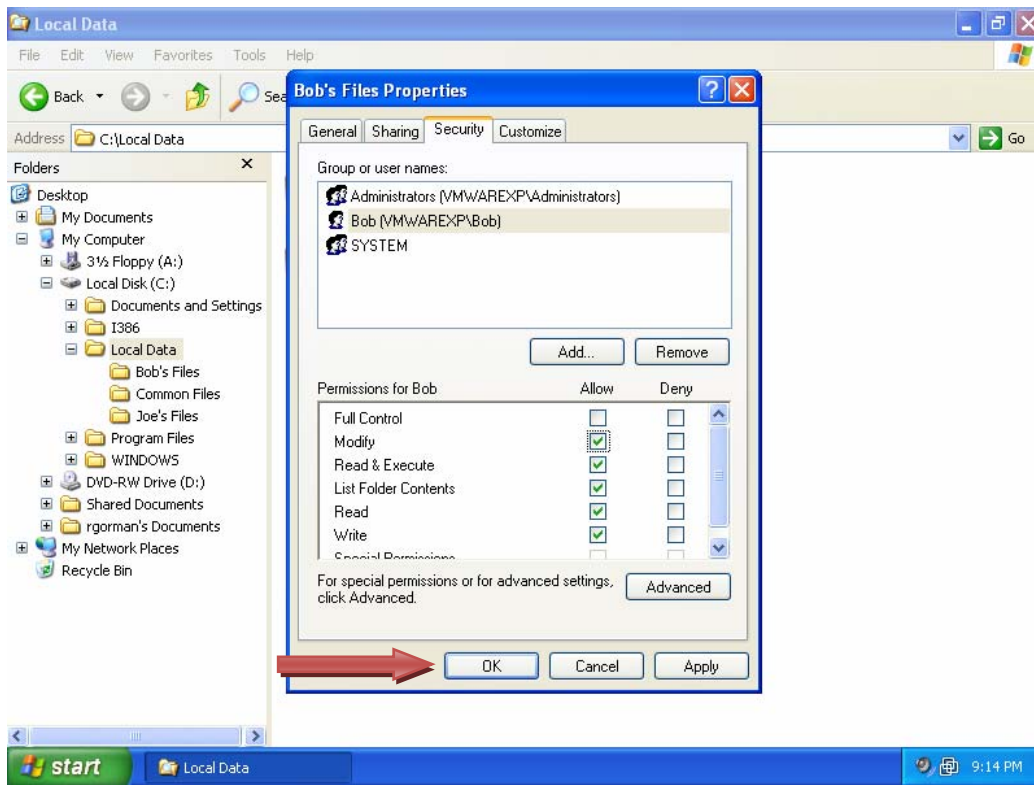 Local Data
File Edit View Favorites Tools Help
Back Sea
Address C:\Local Data Go
Folders
Desktop
My Documents
My Computer
3½ Floppy (A:)
Local Disk (C:)
Documents and Settings
I386
Local Data
Bob's Files
Common Files
Joe's Files
Program Files
WINDOWS
DVD-RW Drive (D:)
Shared Documents
rgorman's Documents
My Network Places
Recycle Bin
Bob's Files Properties
General Sharing Security Customize
Group or user names:
Administrators (VMWAREXP\Administrators)
Bob (VMWAREXP\Bob)
SYSTEM
Add... Remove
Permissions for Bob Allow Deny
Full Control
Modify
Read & Execute
List Folder Contents
Read
Write
Special Permissions
For special permissions or for advanced settings,
click Advanced.
Advanced
OK Cancel Apply
start Local Data 9:14 PM